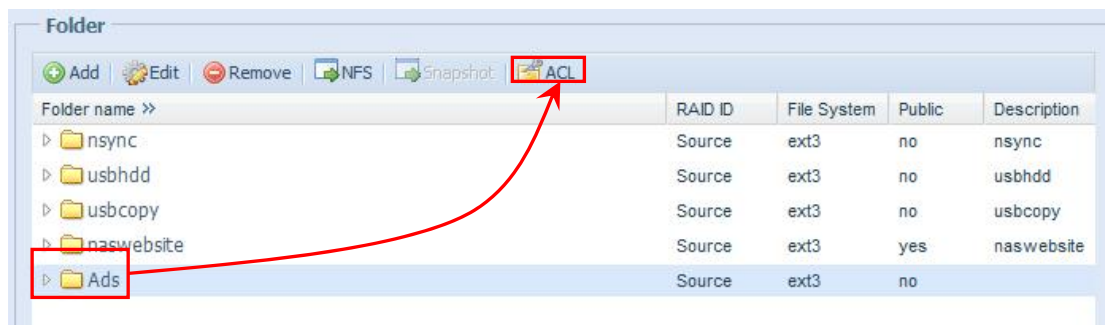 Folder
Add Edit Remove NFS Snapshot ACL
Folder name >> RAID ID File System Public Description
nsync Source ext3 no nsync
usbhdd Source ext3 no usbhdd
usbcopy Source ext3 no usbcopy
naswebsite Source ext3 yes naswebsite
Ads Source ext3 no